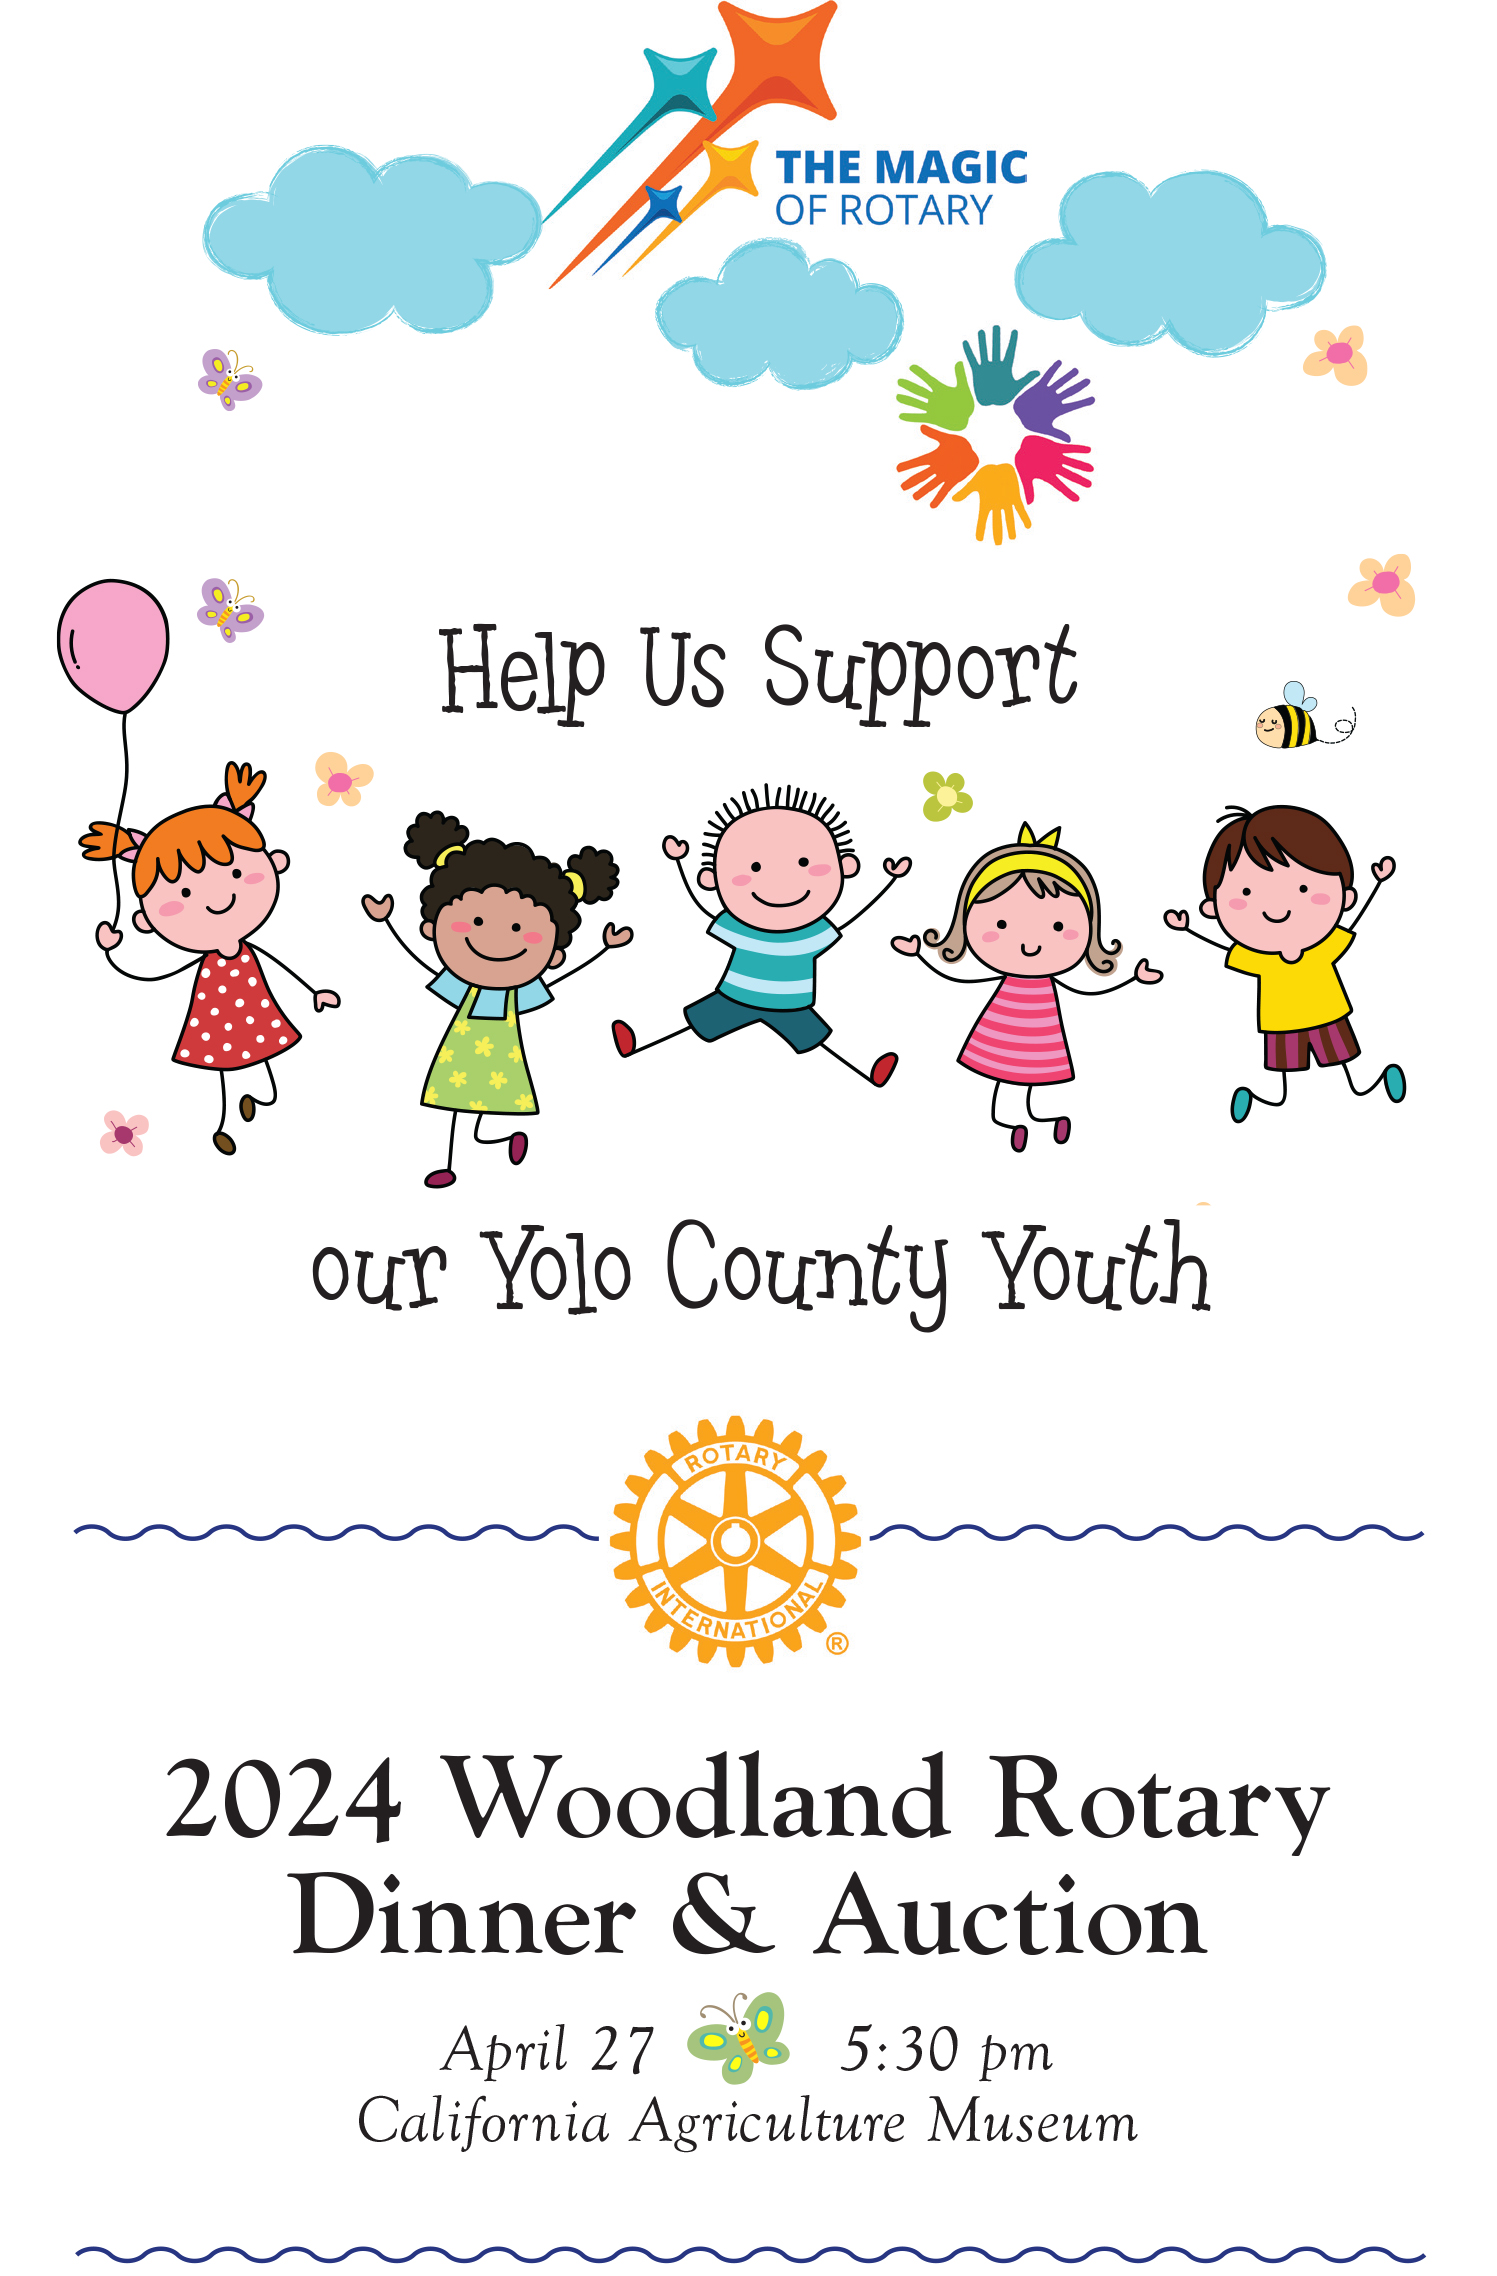 THE MAGIC
OF ROTARY
Help Us Support
our Yolo County Youth
ROTARY
INTERNATIONAL
®
2024 Woodland Rotary
Dinner & Auction
April 27 5:30 pm
California Agriculture Museum